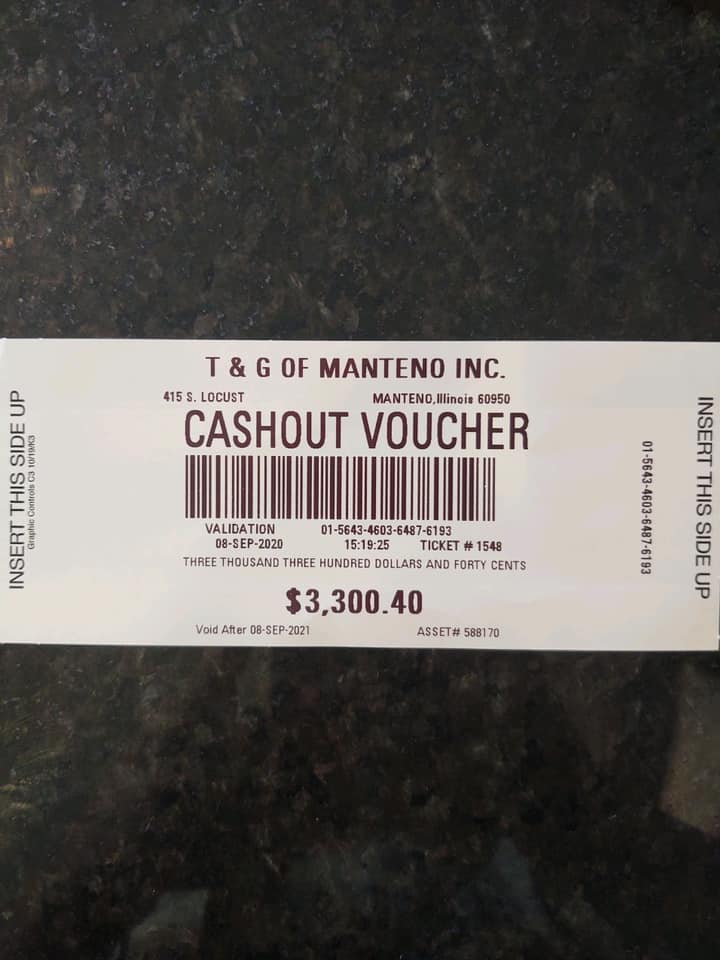 T & G OF MANTENO INC.
415 S. LOCUST MANTENO,Illinois 60950
CASHOUT VOUCHER
VALIDATION 01-5643-4603-6487-6193
08-SEP-2020 15:19:25 TICKET # 1548
THREE THOUSAND THREE HUNDRED DOLLARS AND FORTY CENTS
$3,300.40
Void After 08-SEP-2021 ASSET# 588170
INSERT THIS SIDE UP
Graphic Controls C3 10/19/K3
01-5643-4603-6487-6193
INSERT THIS SIDE UP